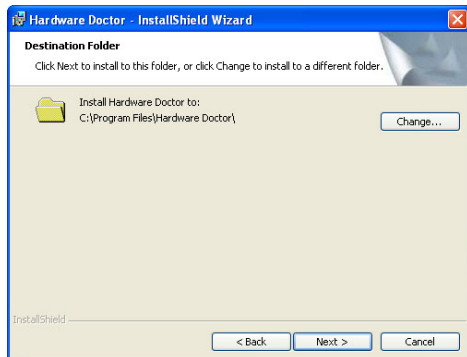 Hardware Doctor - InstallShield Wizard
Destination Folder
Click Next to install to this folder, or click Change to install to a different folder.
Install Hardware Doctor to:
C:\Program Files\Hardware Doctor\
Change...
InstallShield
< Back
Next >
Cancel